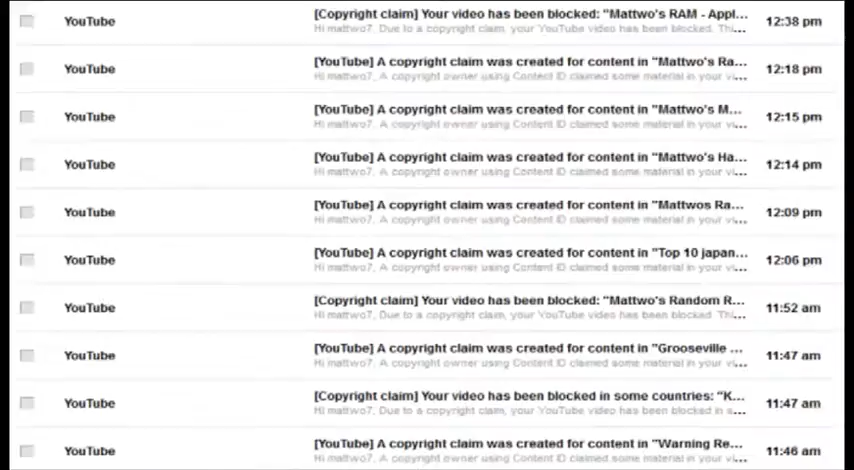 YouTube [Copyright claim] Your video has been blocked: "Mattwo's RAM - Appl... 12:38 pm
Hi mattwo7, Due to a copyright claim, your YouTube video has been blocked. Thi...
YouTube [YouTube] A copyright claim was created for content in "Mattwo's Ra... 12:18 pm
Hi mattwo7, A copyright owner using Content ID claimed some material in your vi...
YouTube [YouTube] A copyright claim was created for content in "Mattwo's M... 12:15 pm
Hi mattwo7, A copyright owner using Content ID claimed some material in your vi...
YouTube [YouTube] A copyright claim was created for content in "Mattwo's Ha... 12:14 pm
Hi mattwo7, A copyright owner using Content ID claimed some material in your vi...
YouTube [YouTube] A copyright claim was created for content in "Mattwos Ra... 12:09 pm
Hi mattwo7, A copyright owner using Content ID claimed some material in your vi...
YouTube [YouTube] A copyright claim was created for content in "Top 10 japan... 12:06 pm
Hi mattwo7, A copyright owner using Content ID claimed some material in your vi...
YouTube [Copyright claim] Your video has been blocked: "Mattwo's Random R... 11:52 am
Hi mattwo7, Due to a copyright claim, your YouTube video has been blocked. Thi...
YouTube [YouTube] A copyright claim was created for content in "Grooseville ... 11:47 am
Hi mattwo7, A copyright owner using Content ID claimed some material in your vi...
YouTube [Copyright claim] Your video has been blocked in some countries: "K... 11:47 am
Hi mattwo7, Due to a copyright claim, your YouTube video has been blocked in s...
YouTube [YouTube] A copyright claim was created for content in "Warning Re... 11:46 am
Hi mattwo7, A copyright owner using Content ID claimed some material in your vi...